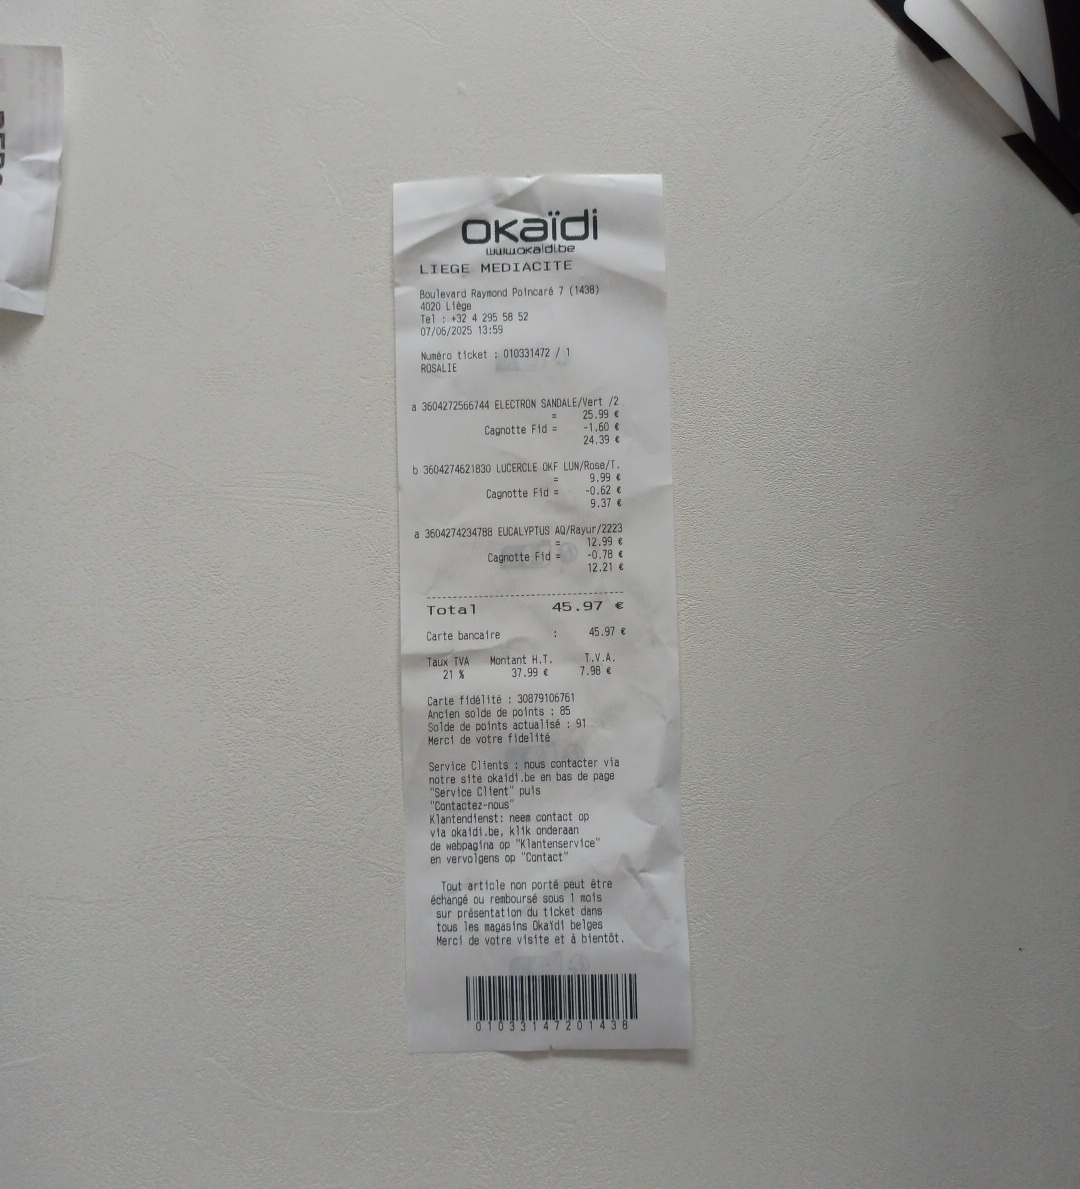 OKaïdi
www.okaidi.be
LIEGE MEDIACITE
Boulevard Raymond Poincaré 7 (1438)
4020 Liège
Tel : +32 4 295 58 52
07/06/2025 13:59
Numéro ticket : 010331472 / 1
ROSALIE
a 3604272566744 ELECTRON SANDALE/Vert /2
= 25.99 €
Cagnotte Fid = -1.60 €
24.39 €
b 3604274621830 LUCERCLE OKF LUN/Rose/T.
= 9.99 €
Cagnotte Fid = -0.62 €
9.37 €
a 3604274234788 EUCALYPTUS AQ/Rayur/2223
= 12.99 €
Cagnotte Fid = -0.78 €
12.21 €
Total 45.97 €
Carte bancaire : 45.97 €
Taux TVA Montant H.T. T.V.A.
21 % 37.99 € 7.98 €
Carte fidélité : 30879106761
Ancien solde de points : 85
Solde de points actualisé : 91
Merci de votre fidelité
Service Clients : nous contacter via
notre site okaidi.be en bas de page
"Service Client" puis
"Contactez-nous"
Klantendienst: neem contact op
via okaidi.be, klik onderaan
de webpagina op "Klantenservice"
en vervolgens op "Contact"
Tout article non porté peut être
échangé ou remboursé sous 1 mois
sur présentation du ticket dans
tous les magasins Okaïdi belges
Merci de votre visite et à bientôt.
01033147201438